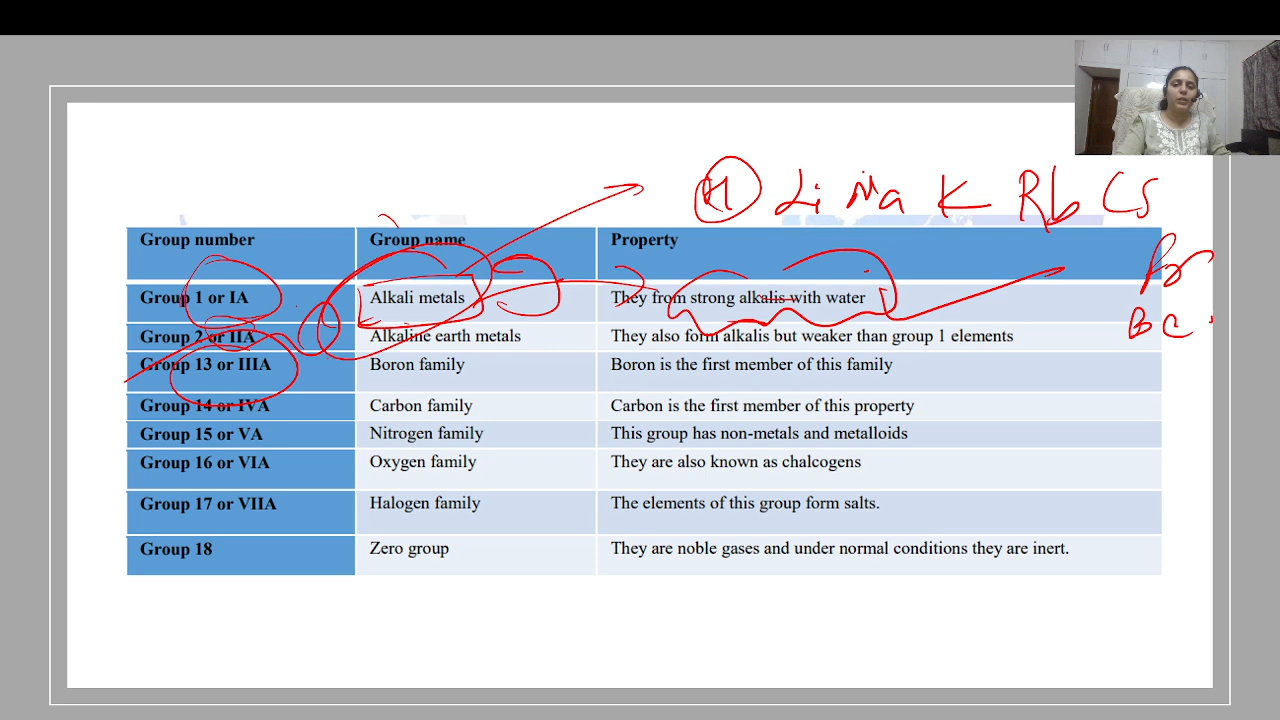 H Li Na K Rb Cs
Group number Group name Property
Group 1 or IA Alkali metals They from strong alkalis with water
Group 2 or IIA Alkaline earth metals They also form alkalis but weaker than group 1 elements
Group 13 or IIIA Boron family Boron is the first member of this family
Group 14 or IVA Carbon family Carbon is the first member of this property
Group 15 or VA Nitrogen family This group has non-metals and metalloids
Group 16 or VIA Oxygen family They are also known as chalcogens
Group 17 or VIIA Halogen family The elements of this group form salts.
Group 18 Zero group They are noble gases and under normal conditions they are inert.